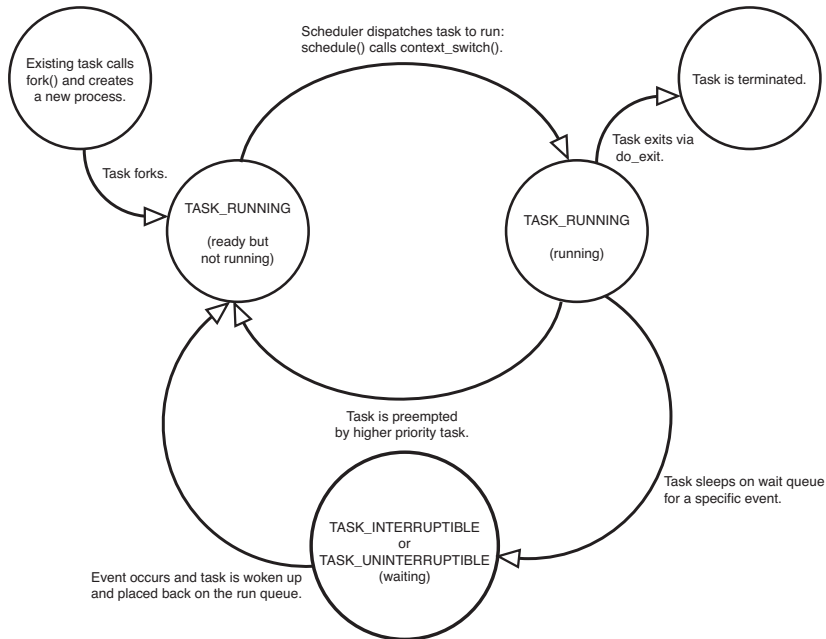 Existing task calls
fork() and creates
a new process.
Scheduler dispatches task to run:
schedule() calls context_switch().
Task is terminated.
Task forks.
Task exits via
do_exit.
TASK_RUNNING
(ready but
not running)
TASK_RUNNING
(running)
Task is preempted
by higher priority task.
Task sleeps on wait queue
for a specific event.
TASK_INTERRUPTIBLE
or
TASK_UNINTERRUPTIBLE
(waiting)
Event occurs and task is woken up
and placed back on the run queue.